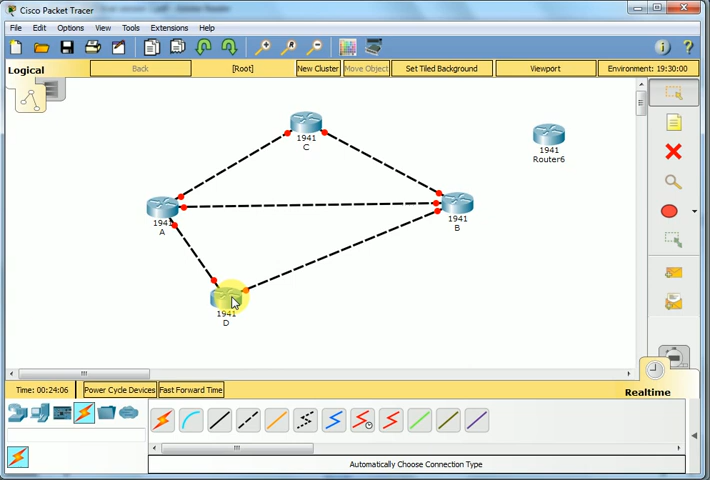 Cisco Packet Tracer
File Edit Options View Tools Extensions Help
Logical Back [Root] New Cluster Move Object Set Tiled Background Viewport Environment: 19:30:00
1941
C
1941
Router6
1941
A
1941
B
1941
D
Time: 00:24:06 Power Cycle Devices Fast Forward Time Realtime
Automatically Choose Connection Type